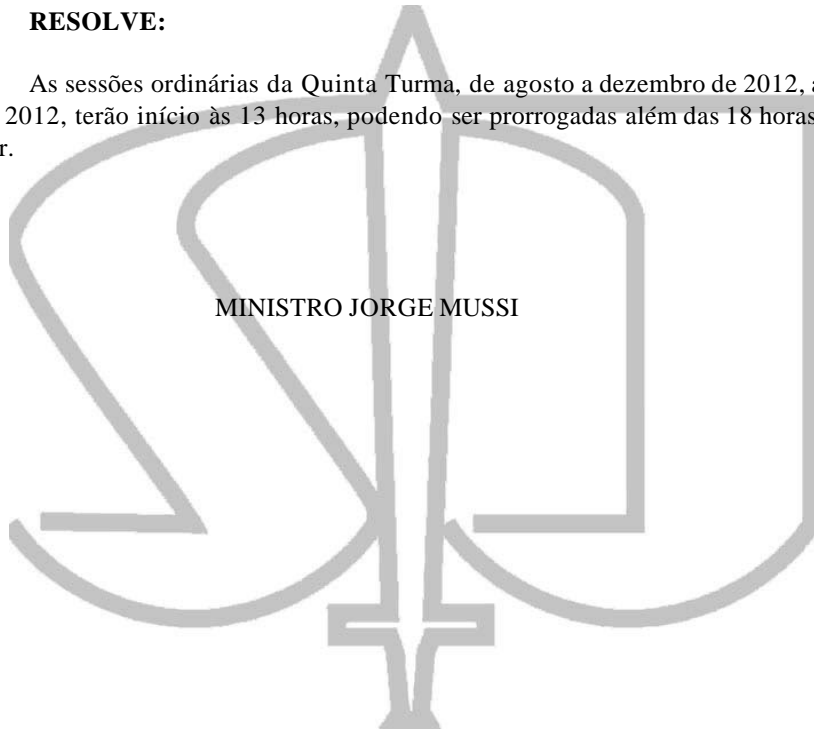 RESOLVE:
As sessões ordinárias da Quinta Turma, de agosto a dezembro de 2012,
2012, terão início às 13 horas, podendo ser prorrogadas além das 18 horas
MINISTRO JORGE MUSSI